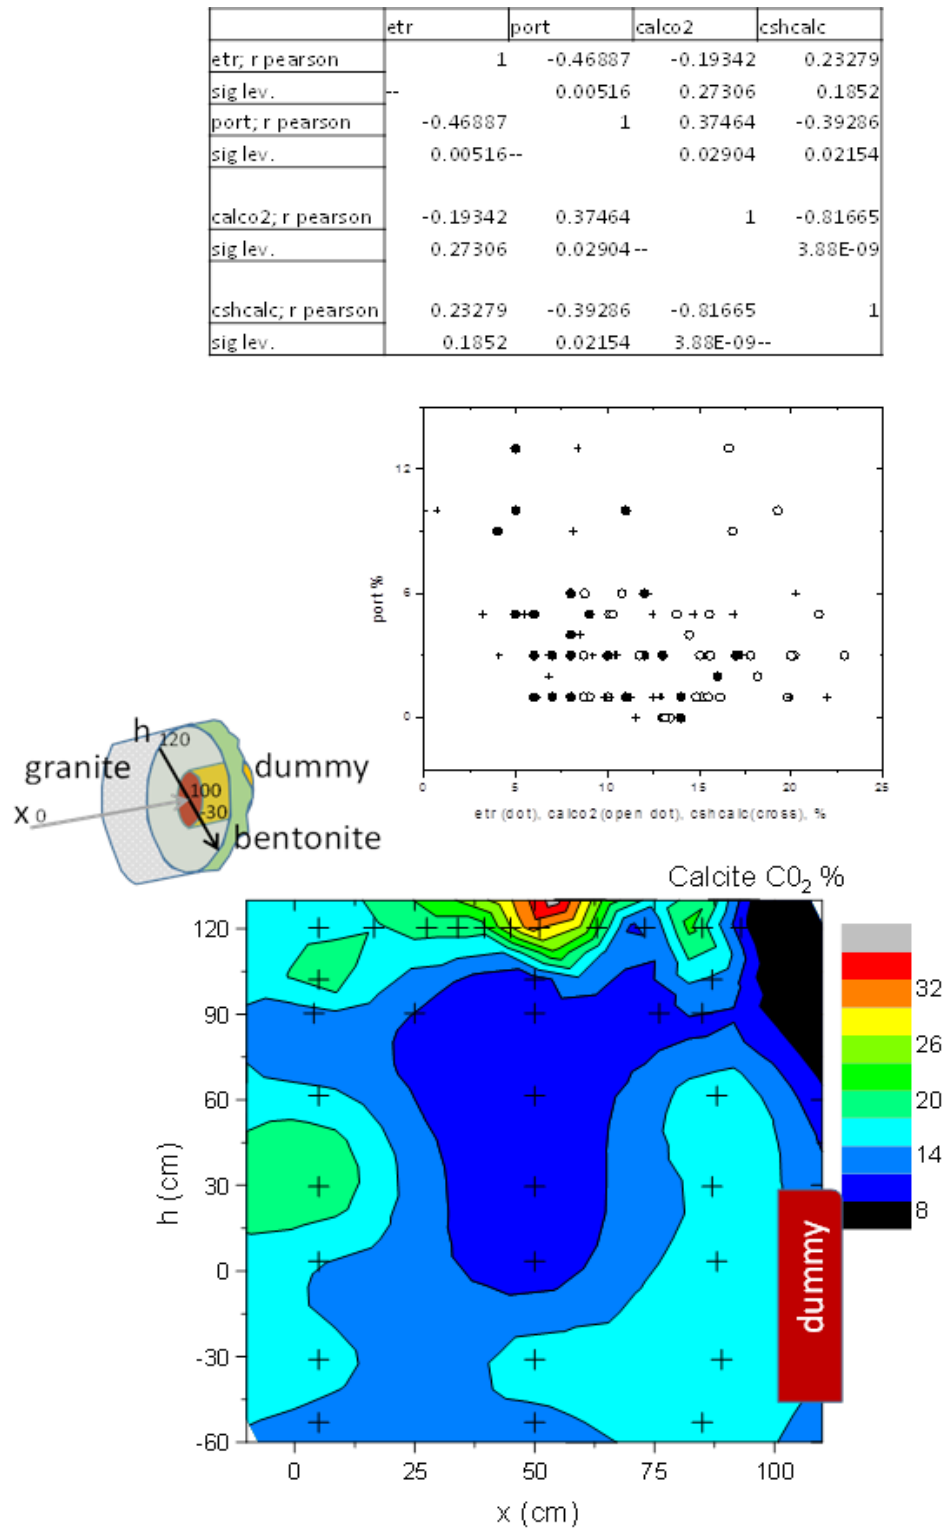 etr port calco2 cshcalc
etr; r pearson 1 -0.46887 -0.19342 0.23279
sig lev. -- 0.00516 0.27306 0.1852
port; r pearson -0.46887 1 0.37464 -0.39286
sig lev. 0.00516-- 0.02904 0.02154
calco2; r pearson -0.19342 0.37464 1 -0.81665
sig lev. 0.27306 0.02904-- 3.88E-09
cshcalc; r pearson 0.23279 -0.39286 -0.81665 1
sig lev. 0.1852 0.02154 3.88E-09--
12
6
0
port %
0 5 10 15 20 25
etr (dot), calco2(open dot), cshcalc(cross), %
h 120
granite dummy
100
x 0 -30
bentonite
Calcite C0₂ %
120
90
60
30
0
-30
-60
h (cm)
0 25 50 75 100
x (cm)
32
26
20
14
8
dummy